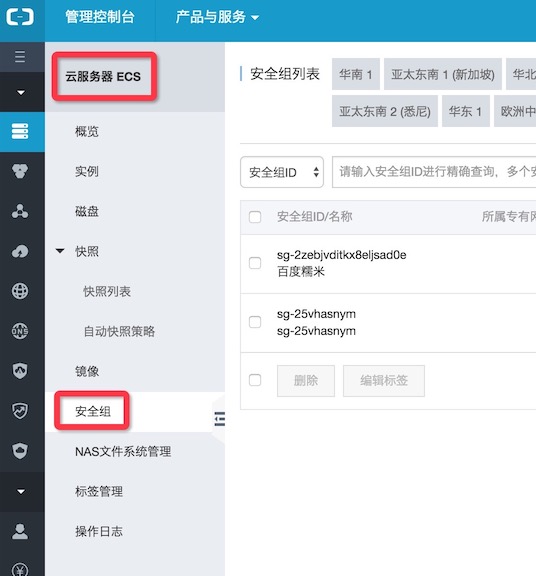 管理控制台 产品与服务
云服务器 ECS
概览
实例
磁盘
快照
快照列表
自动快照策略
镜像
安全组
NAS文件系统管理
标签管理
操作日志
DNS
安全组列表 华南 1 亚太东南 1 (新加坡) 华北
亚太东南 2 (悉尼) 华东 1 欧洲中
安全组ID 请输入安全组ID进行精确查询，多个安
安全组ID/名称 所属专有网
sg-2zebjvditkx8eljsad0e
百度糯米
sg-25vhasnym
sg-25vhasnym
删除 编辑标签